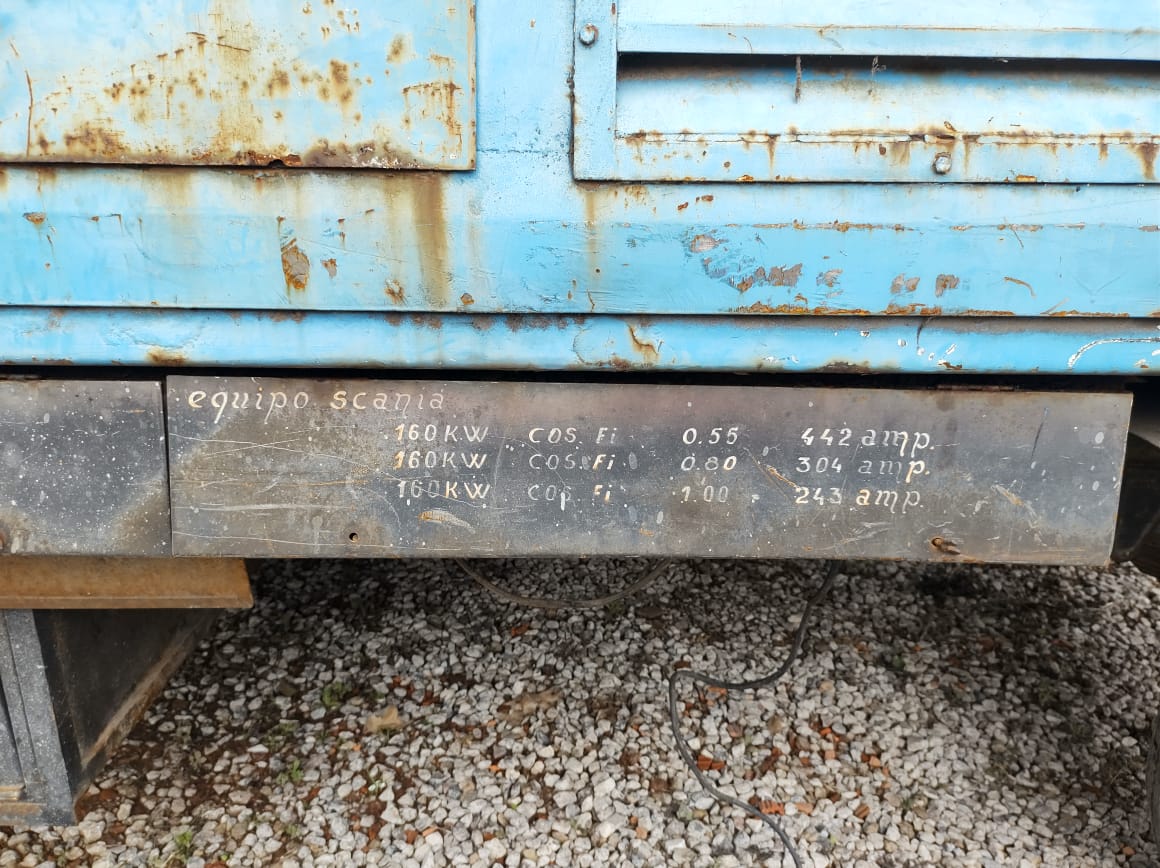 equipo scania
160 KW COS. Fi 0.55 442 amp.
160 KW COS. Fi 0.80 304 amp.
160 KW COS. Fi 1.00 - 243 amp.